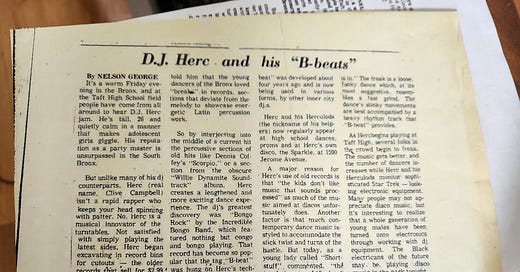 D.J. Herc and his "B-beats"
By NELSON GEORGE
It's a warm Friday eve-
ning in the Bronx, and at
the Taft High School field
people have come from all
around to hear D.J. Herc
jam. He's tall, 26 and
quietly calm in a manner
that makes adolescent
girls giggle. His reputa-
tion as a party master is
unsurpassed in the South
Bronx.
But unlike many of his dj
counterparts, Herc (real
name, Clive Campbell)
isn't a rapid rapper who
keeps your head spinning
with patter. No, Herc is a
musical innovator of the
turntables. Not satisfied
with simply playing the
latest sides, Herc began
excavating in record bins
for cutouts — the older
records that sell for $2.99
told him that the young
dancers of the Bronx loved
"breaks" in records, sec-
tions that deviate from the
melody to showcase ener-
getic Latin percussion
work.
So by interjecting into
the middle of a current hit
the percussive sections of
old hits like Dennis Cof-
fey's "Scorpio," or a sec-
tion from the obscure
"Willie Dynamite Sound-
track" album, Herc
creates a lengthened and
more exciting dance expe-
rience. The dj's greatest
discovery was "Bongo
Rock" by the Incredible
Bongo Band, which fea-
tured nothing but congo
and bongo playing. That
record has become so pop-
ular that the tag "B-beat"
was hung on Herc's tech-
beat" was developed about
four years ago and is now
being used in various
forms, by other inner city
dj.s.
Herc and his Herculods
(the nickname of his help-
ers) now regularly appear
at high school dances,
proms and at Herc's own
disco, the Sparkle, at 1590
Jerome Avenue.
A major reason for
Herc's use of old records is
that "the kids don't like
music that sounds proc-
essed" as much of the mu-
sic aimed at discos unfor-
tunately does. Another
factor is that much con-
temporary dance music is
styled to accommodate the
slick twist and turns of the
hustle. But today, as a
young lady called "Short-
stuff" commented, "the
is in." The freak is a loose,
funky dance which, at its
most suggestive, resem-
bles a fast grind. The
dance's slinky movements
are best accompanied by a
heavy rhythm track that
"B-beat" provides.
As Herc begins playing at
Taft High, several folks in
the crowd begin to freak.
The music gets better, and
the number of dancers in-
creases while Herc and his
Herculoids monitor soph-
isticated Star Trek — look-
ing electronic equipment.
Many people may not ap-
preciate disco music, but
it's interesting to realize
that a whole generation of
young males have been
turned onto electronics
through working with dj
equipment. The Black
electricans of the future
may be playing disco